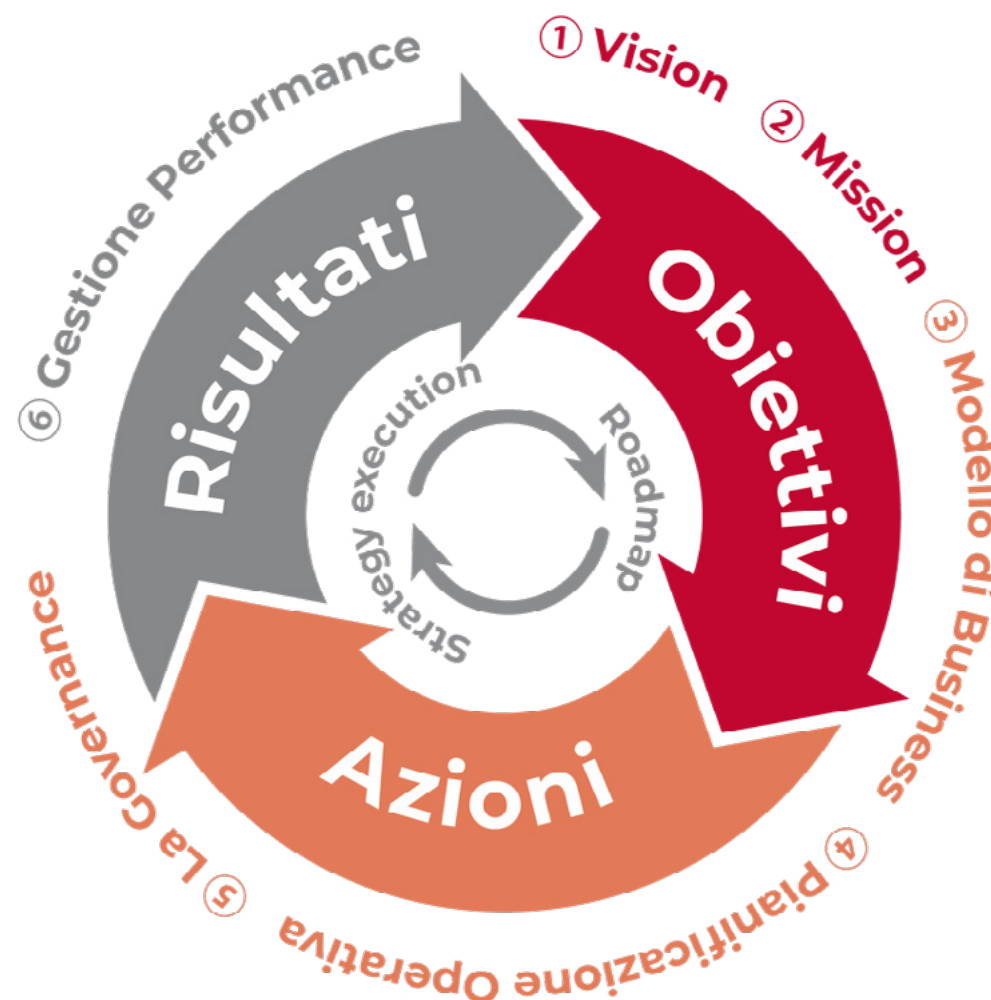 ① Vision
② Mission
③ Modello di Business
④ Pianificazione Operativa
⑤ La Governance
⑥ Gestione Performance
Obiettivi
Azioni
Risultati
Roadmap
Strategy execution